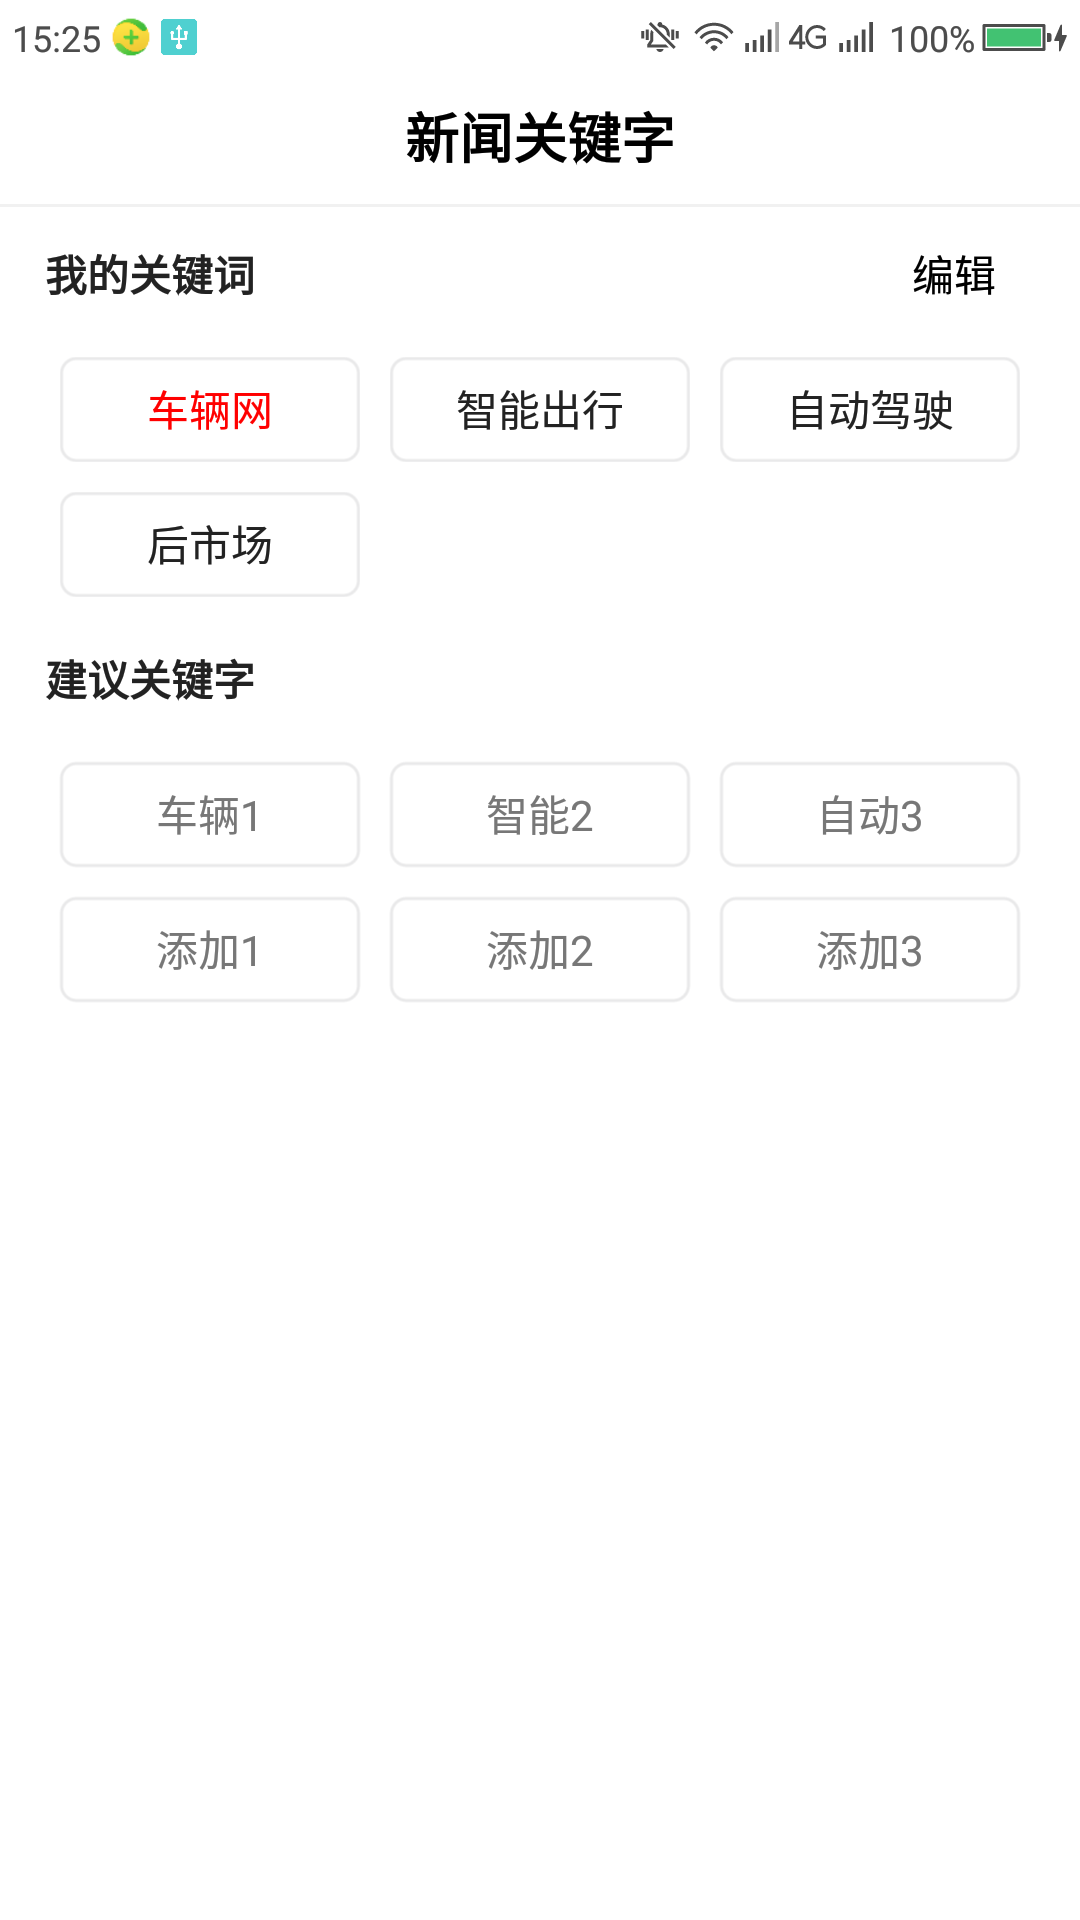 15:25 4G 100%
新闻关键字
我的关键词 编辑
车辆网 智能出行 自动驾驶
后市场
建议关键字
车辆1 智能2 自动3
添加1 添加2 添加3